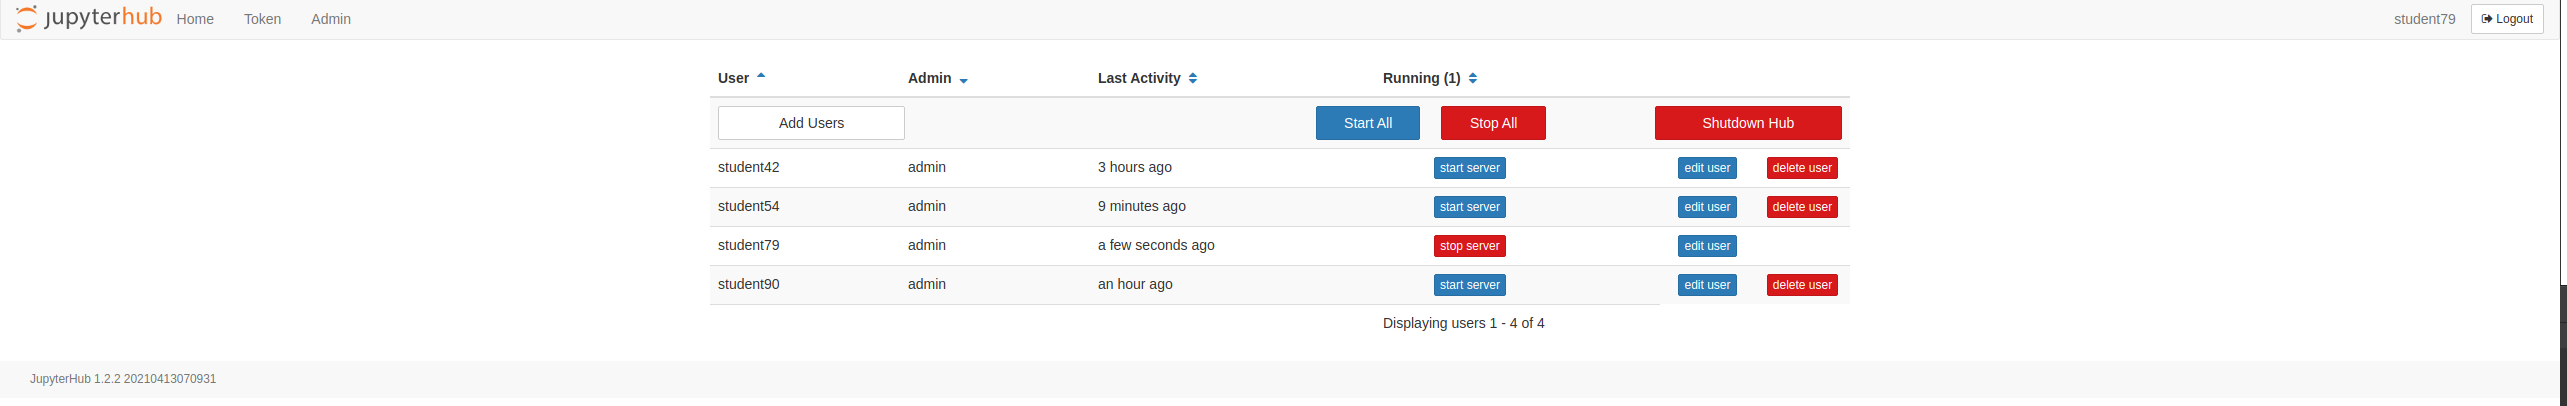 jupyterhub Home Token Admin student79 Logout
User Admin Last Activity Running (1)
Add Users Start All Stop All Shutdown Hub
student42 admin 3 hours ago start server edit user delete user
student54 admin 9 minutes ago start server edit user delete user
student79 admin a few seconds ago stop server edit user
student90 admin an hour ago start server edit user delete user
Displaying users 1 - 4 of 4
JupyterHub 1.2.2 20210413070931